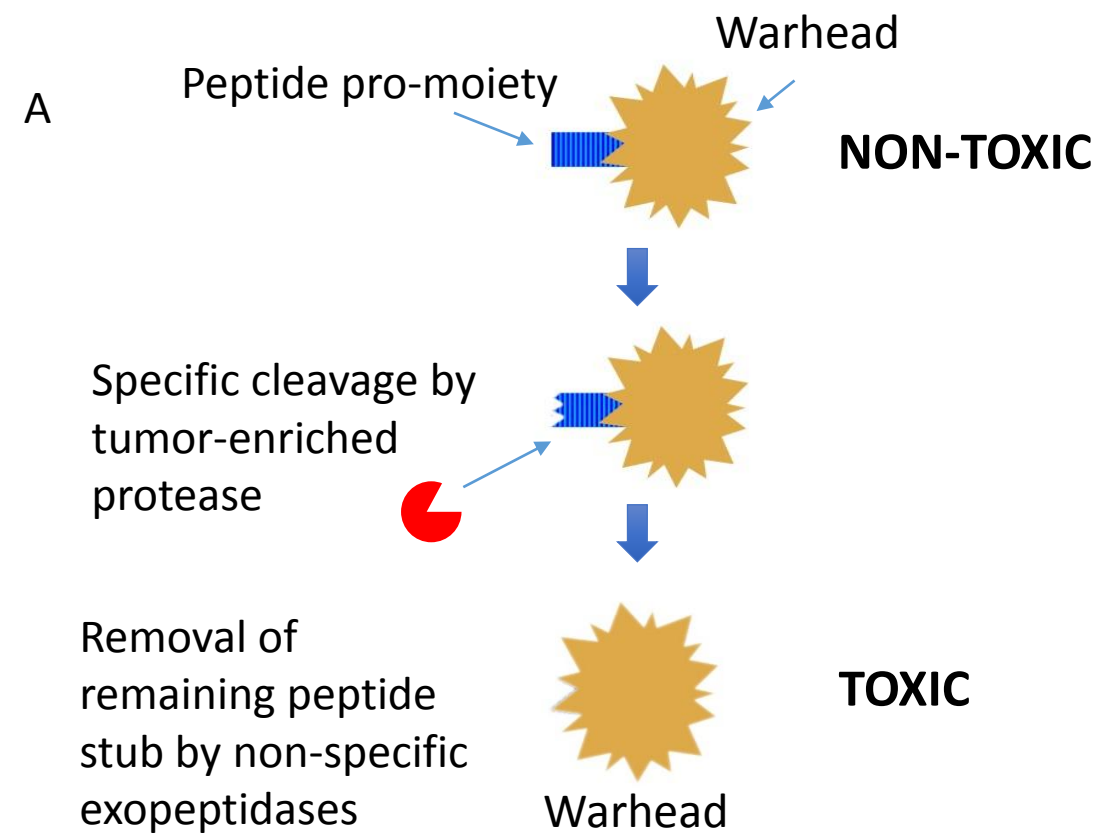 A
Peptide pro-moiety
Warhead
NON-TOXIC
Specific cleavage by
tumor-enriched
protease
Removal of
remaining peptide
stub by non-specific
exopeptidases
TOXIC
Warhead